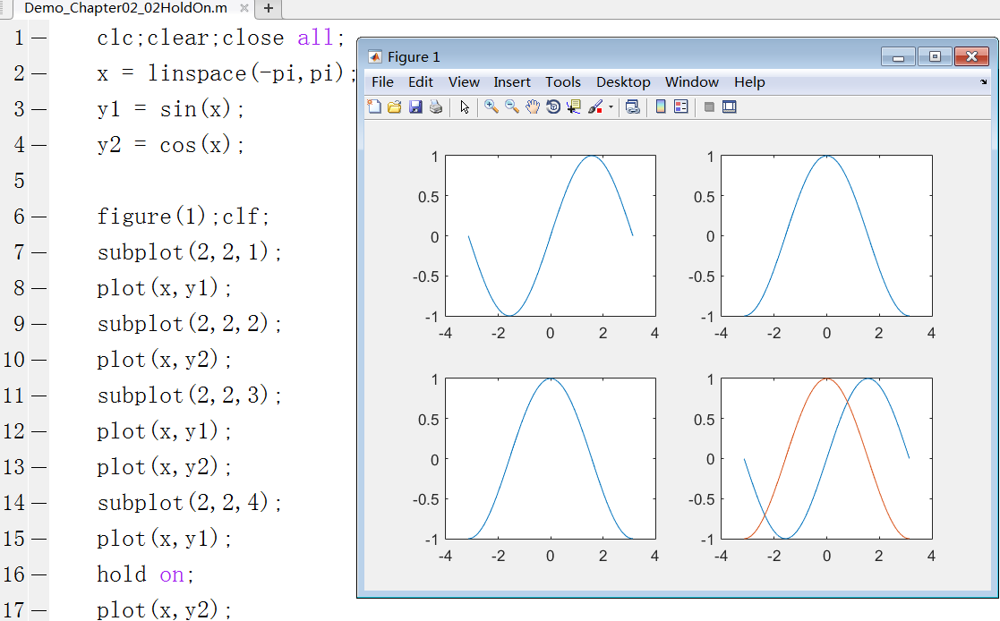 Demo_Chapter02_02HoldOn.m × +
1 — clc;clear;close all;
2 — x = linspace(-pi,pi);
3 — y1 = sin(x);
4 — y2 = cos(x);
5
6 — figure(1);clf;
7 — subplot(2,2,1);
8 — plot(x,y1);
9 — subplot(2,2,2);
10 — plot(x,y2);
11 — subplot(2,2,3);
12 — plot(x,y1);
13 — plot(x,y2);
14 — subplot(2,2,4);
15 — plot(x,y1);
16 — hold on;
17 — plot(x,y2);
Figure 1
File Edit View Insert Tools Desktop Window Help
1
0.5
0
-0.5
-1
-4 -2 0 2 4
1
0.5
0
-0.5
-1
-4 -2 0 2 4
1
0.5
0
-0.5
-1
-4 -2 0 2 4
1
0.5
0
-0.5
-1
-4 -2 0 2 4